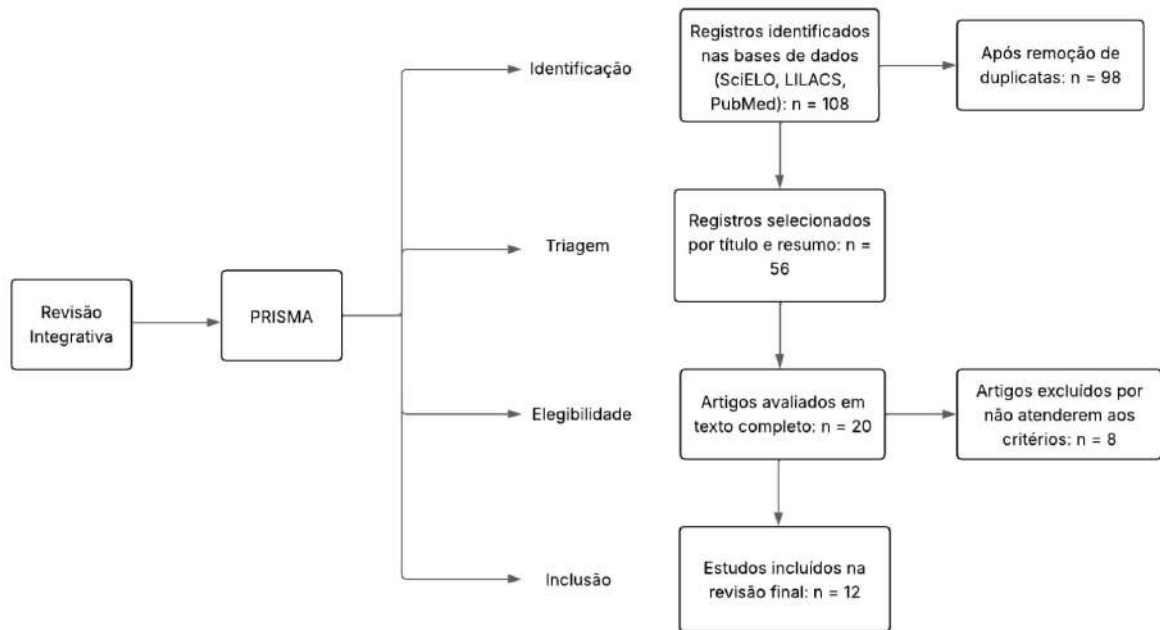 Identificação
Registros identificados
nas bases de dados
(SciELO, LILACS,
PubMed): n = 108
Após remoção de
duplicatas: n = 98
Triagem
Registros selecionados
por título e resumo: n =
56
Revisão
Integrativa
PRISMA
Elegibilidade
Artigos avaliados em
texto completo: n = 20
Artigos excluídos por
não atenderem aos
critérios: n = 8
Inclusão
Estudos incluídos na
revisão final: n = 12